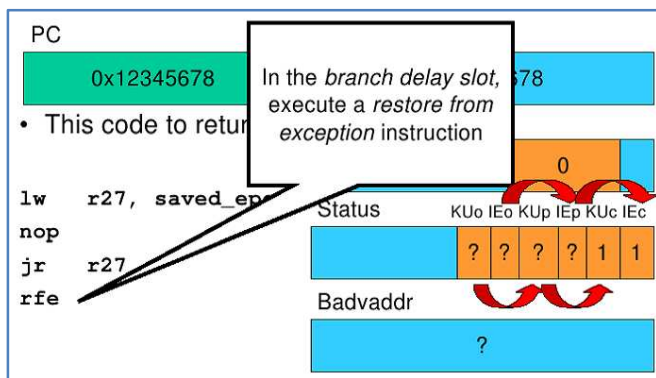 PC
0x12345678
678
In the branch delay slot,
execute a restore from
exception instruction
• This code to retur
0
lw r27, saved_epc
nop
jr r27
rfe
Status
KUo IEo KUp IEp KUc IEc
? ? ? ? 1 1
Badvaddr
?